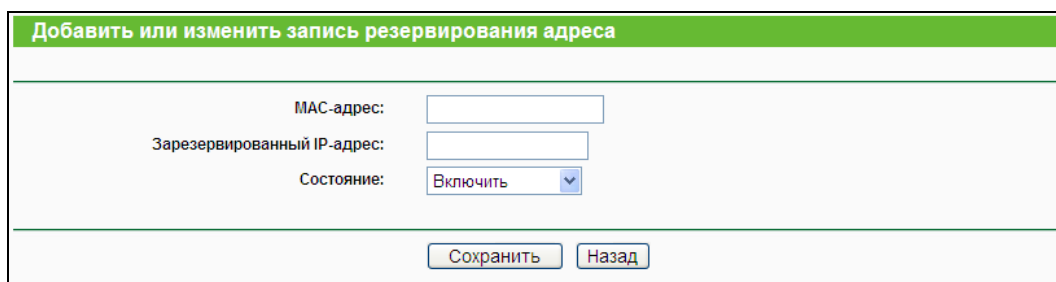 Добавить или изменить запись резервирования адреса
MAC-адрес:
Зарезервированный IP-адрес:
Состояние: Включить
Сохранить Назад